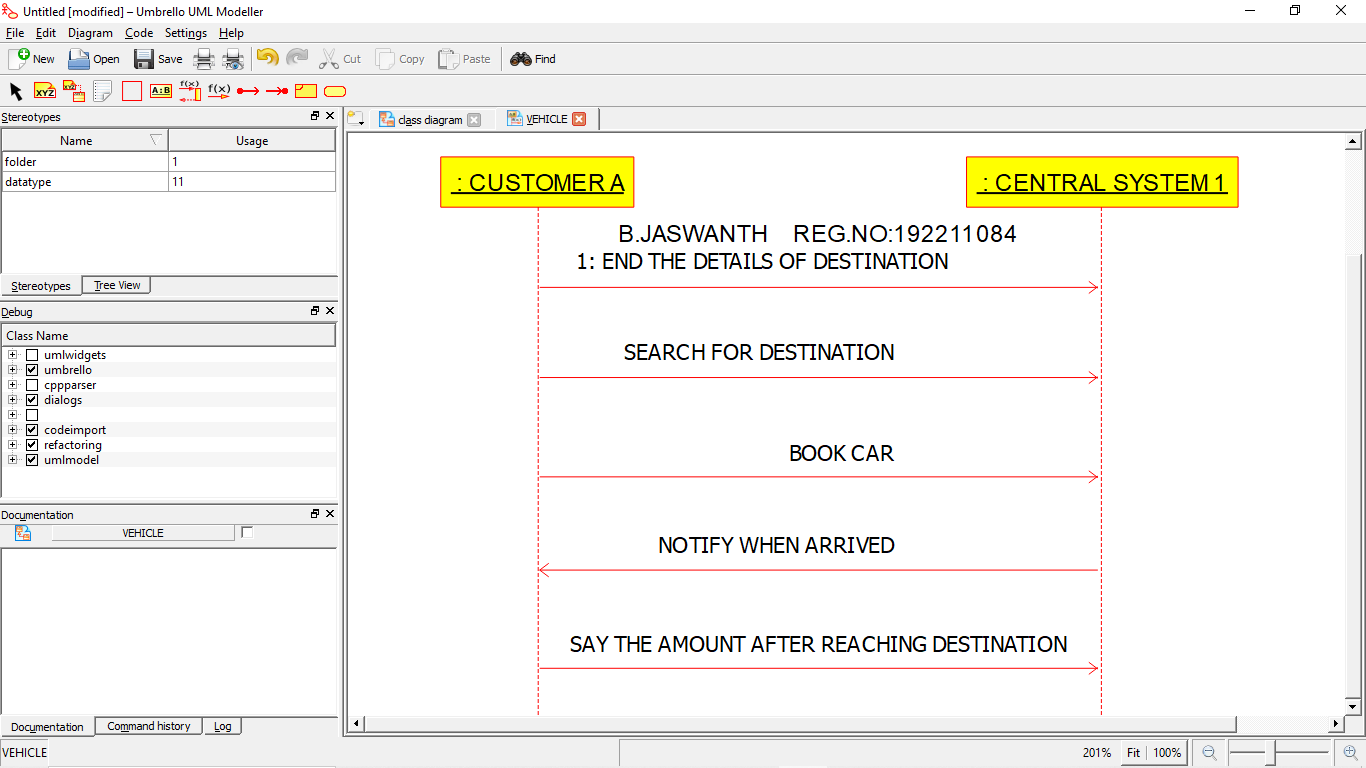 Untitled [modified] – Umbrello UML Modeller
File Edit Diagram Code Settings Help
New Open Save Cut Copy Paste Find
XYZ XYZ A:B f(x) f(x)
Stereotypes
Name Usage
folder 1
datatype 11
Stereotypes Tree View
Debug
Class Name
umlwidgets
umbrello
cppparser
dialogs
codeimport
refactoring
umlmodel
Documentation
VEHICLE
Documentation Command history Log
class diagram VEHICLE
: CUSTOMER A : CENTRAL SYSTEM 1
B.JASWANTH REG.NO:192211084
1: END THE DETAILS OF DESTINATION
SEARCH FOR DESTINATION
BOOK CAR
NOTIFY WHEN ARRIVED
SAY THE AMOUNT AFTER REACHING DESTINATION
VEHICLE 201% Fit 100%